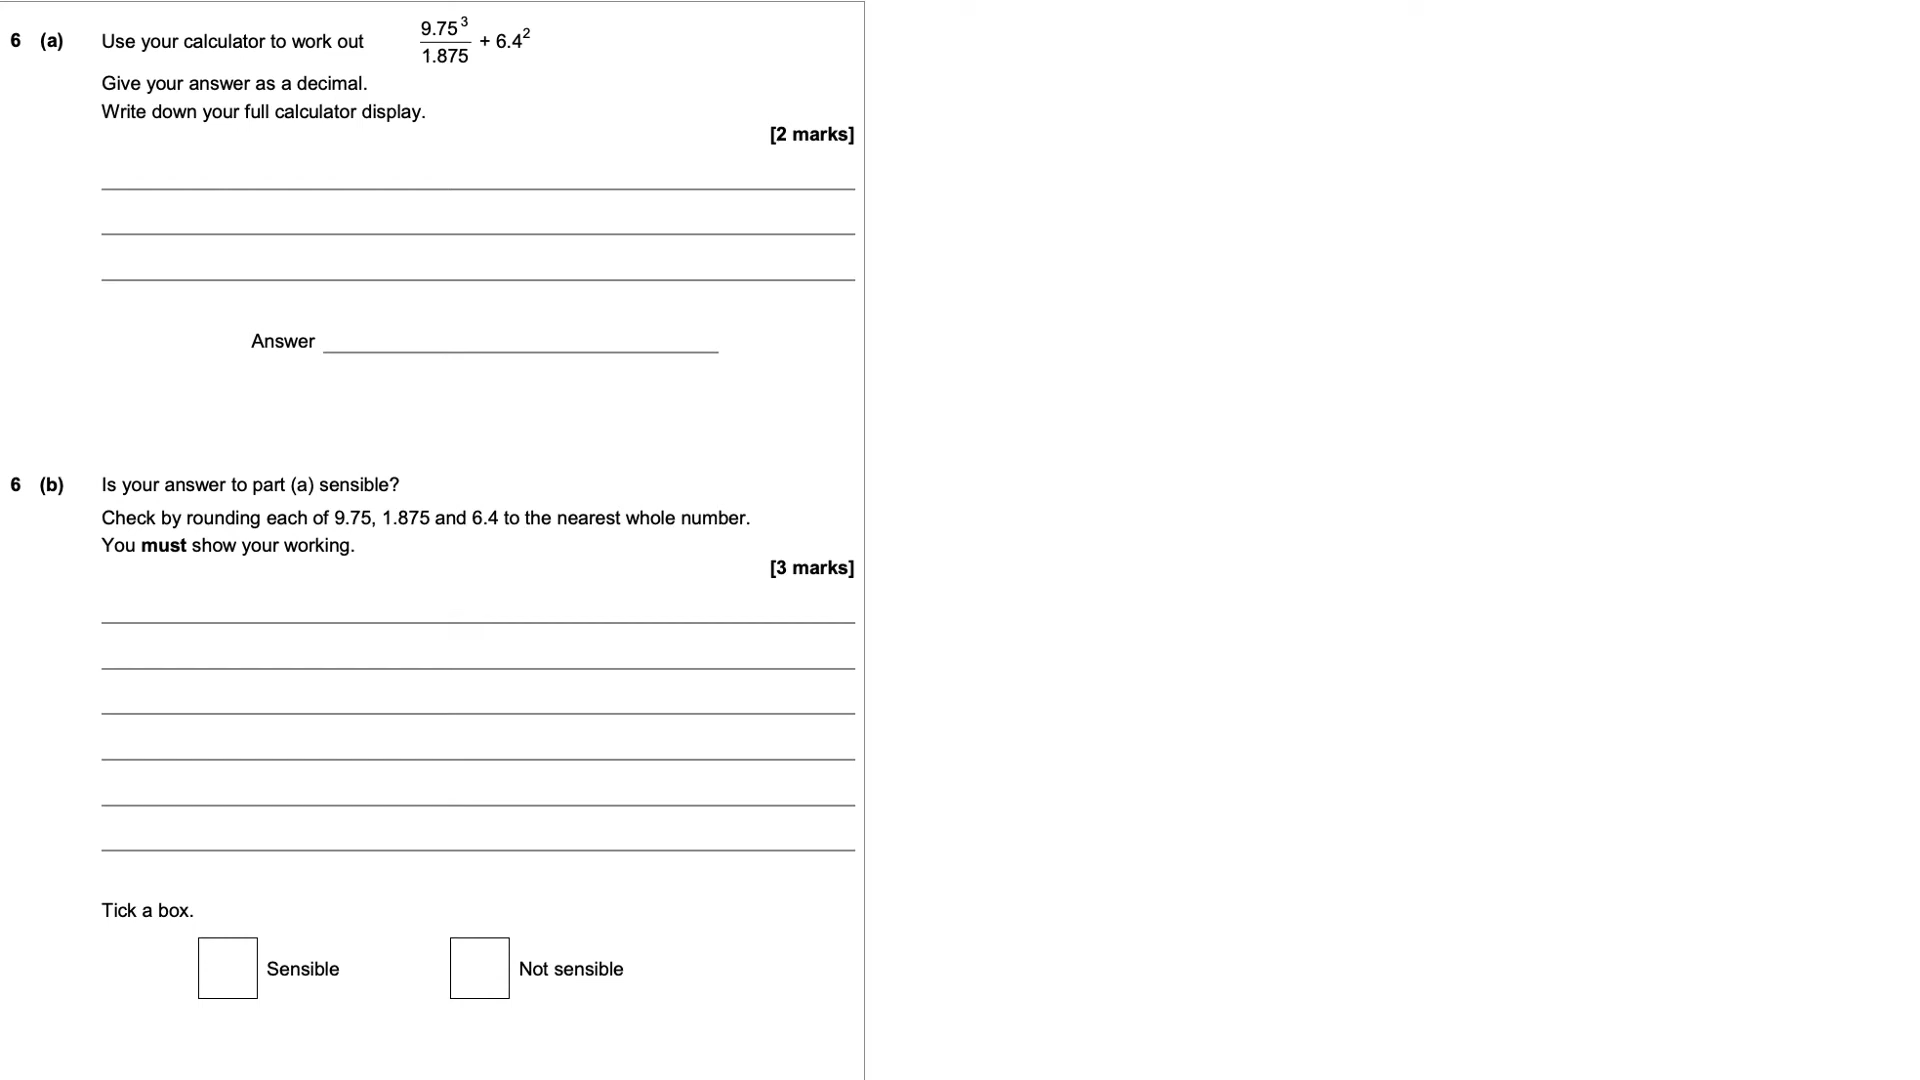 6 (a) Use your calculator to work out 9.75³/1.875 + 6.4²
Give your answer as a decimal.
Write down your full calculator display.
[2 marks]
Answer
6 (b) Is your answer to part (a) sensible?
Check by rounding each of 9.75, 1.875 and 6.4 to the nearest whole number.
You must show your working.
[3 marks]
Tick a box.
Sensible Not sensible